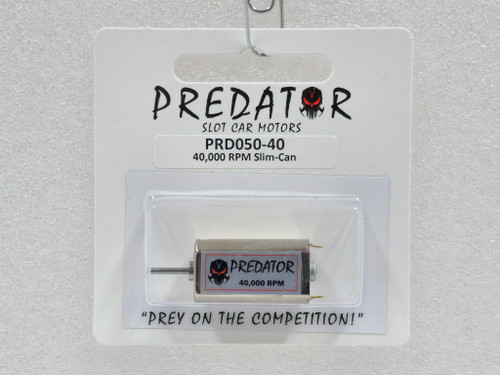 PREDATOR
SLOT CAR MOTORS
PRD050-40
40,000 RPM Slim-Can
PREDATOR
40,000 RPM
"PREY ON THE COMPETITION!"